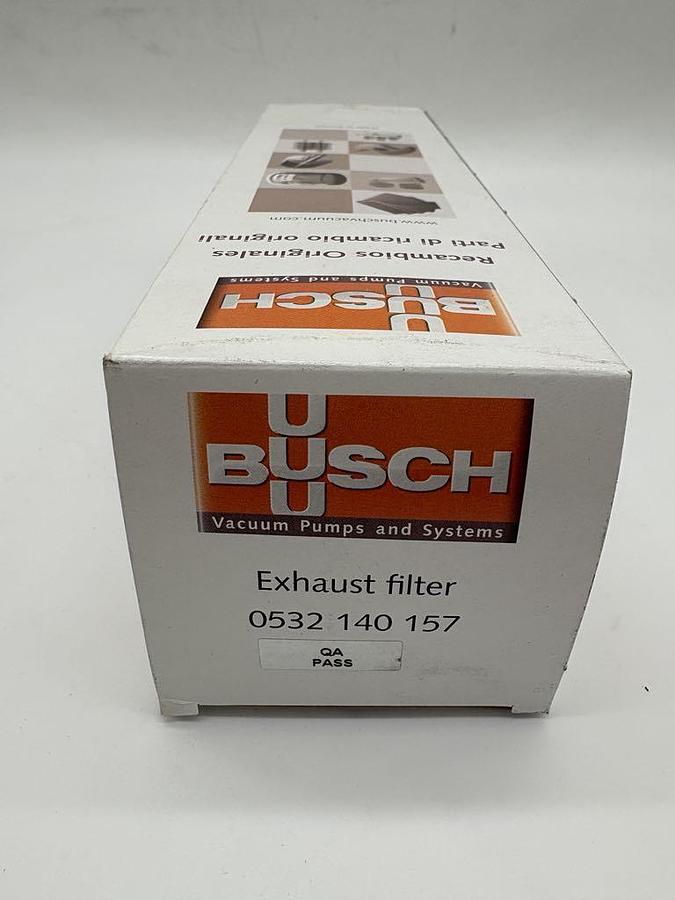 www.buschvacuum.com
Parti di ricambio originali
Recambios Originales
Vacuum Pumps and Systems
BUSCH
U
BUSCH
U
Vacuum Pumps and Systems
Exhaust filter
0532 140 157
QA
PASS